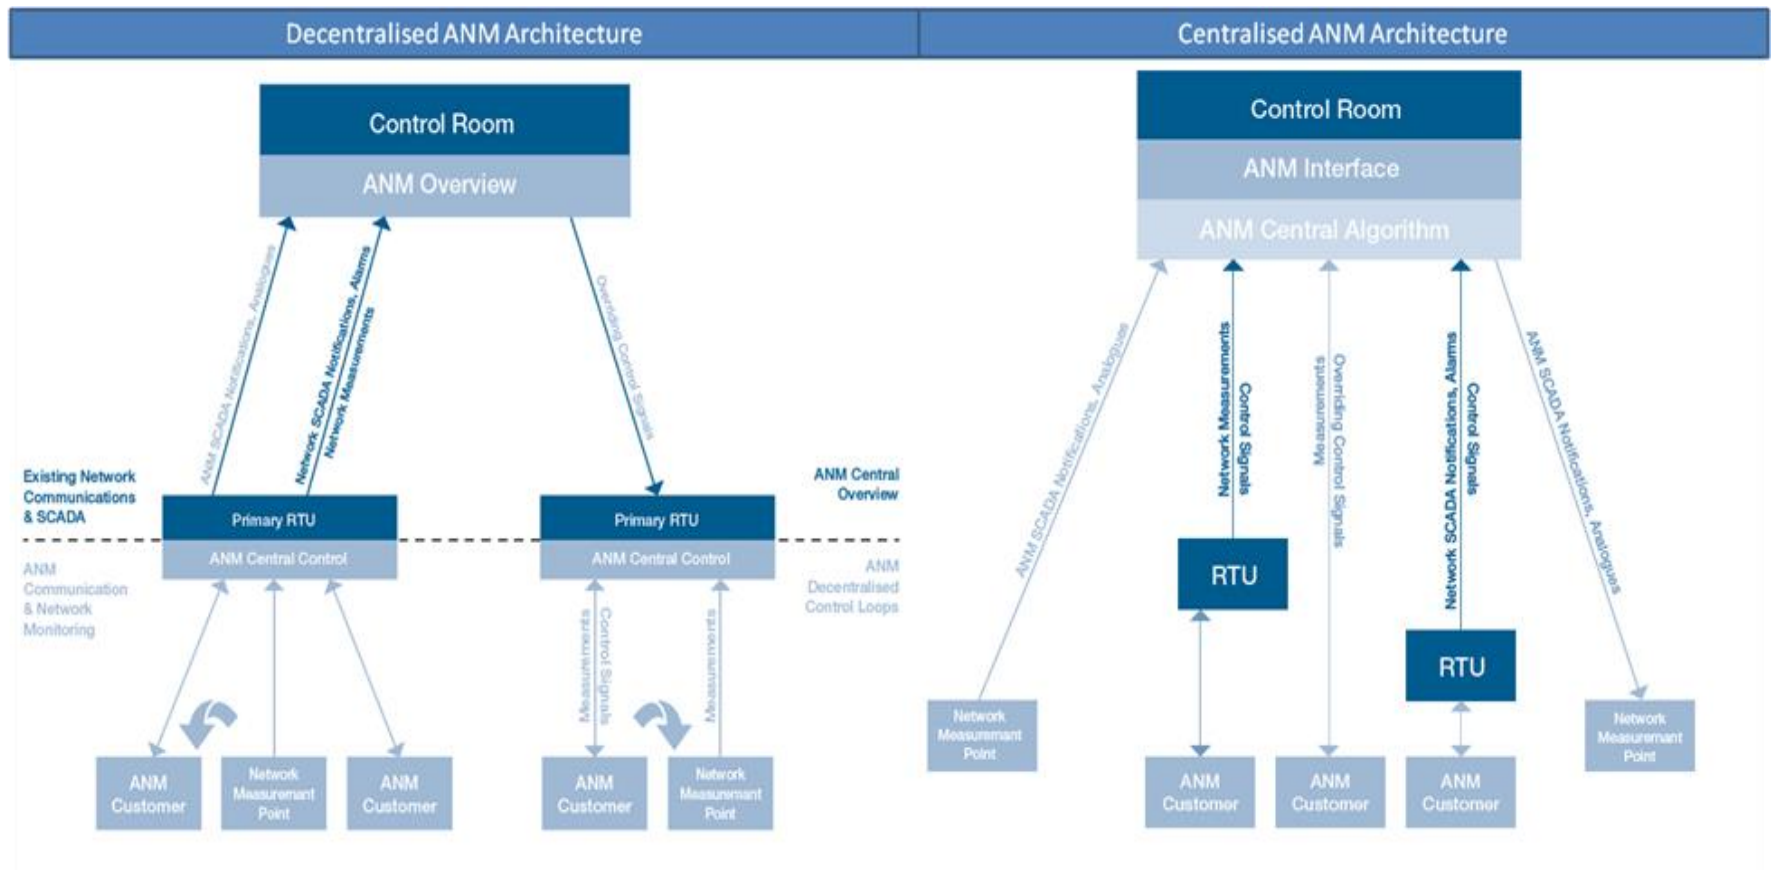 Decentralised ANM Architecture
Centralised ANM Architecture
Control Room
ANM Overview
ANM SCADA Notifications, Analogues
Network SCADA Notifications, Alarms
Network Measurements
Overriding Control Signals
Existing Network
Communications
& SCADA
ANM Central
Overview
Primary RTU
ANM Central Control
Primary RTU
ANM Central Control
ANM
Communication
& Network
Monitoring
ANM
Decentralised
Control Loops
Measurements
Control Signals
Measurements
ANM
Customer
Network
Measuremant
Point
ANM
Customer
ANM
Customer
Network
Measuremant
Point
Control Room
ANM Interface
ANM Central Algorithm
ANM SCADA Notifications, Analogues
Network Measurements
Control Signals
Measurements
Overriding Control Signals
Network SCADA Notifications, Alarms
Control Signals
ANM SCADA Notifications, Analogues
RTU
RTU
Network
Measuremant
Point
Network
Measuremant
Point
ANM
Customer
ANM
Customer
ANM
Customer